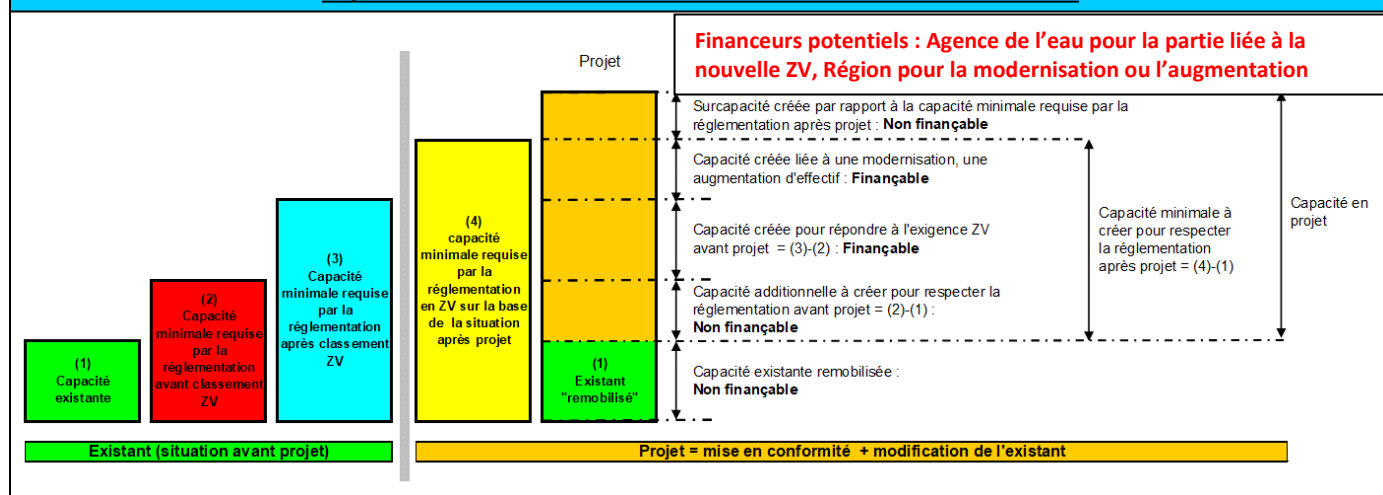 Financeurs potentiels : Agence de l’eau pour la partie liée à la
nouvelle ZV, Région pour la modernisation ou l’augmentation
Projet
Surcapacité créée par rapport à la capacité minimale requise par la
réglementation après projet : Non finançable
Capacité créée liée à une modernisation, une
augmentation d'effectif : Finançable
Capacité créée pour répondre à l'exigence ZV
avant projet = (3)-(2) : Finançable
Capacité additionnelle à créer pour respecter la
réglementation avant projet = (2)-(1) :
Non finançable
Capacité existante remobilisée :
Non finançable
Capacité minimale à
créer pour respecter
la réglementation
après projet = (4)-(1)
Capacité en
projet
(1)
Capacité
existante
(2)
Capacité
minimale requise
par la
réglementation
avant classement
ZV
(3)
Capacité
minimale requise
par la
réglementation
après classement
ZV
(4)
capacité
minimale requise
par la
réglementation
en ZV sur la base
de la situation
après projet
(1)
Existant
"remobilisé"
Existant (situation avant projet)
Projet = mise en conformité + modification de l'existant